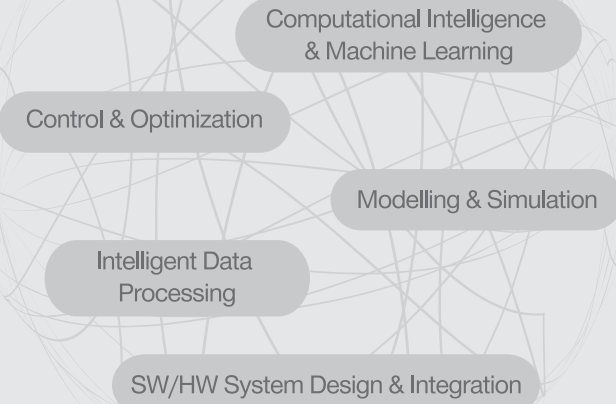 Computational Intelligence
& Machine Learning
Control & Optimization
Modelling & Simulation
Intelligent Data
Processing
SW/HW System Design & Integration